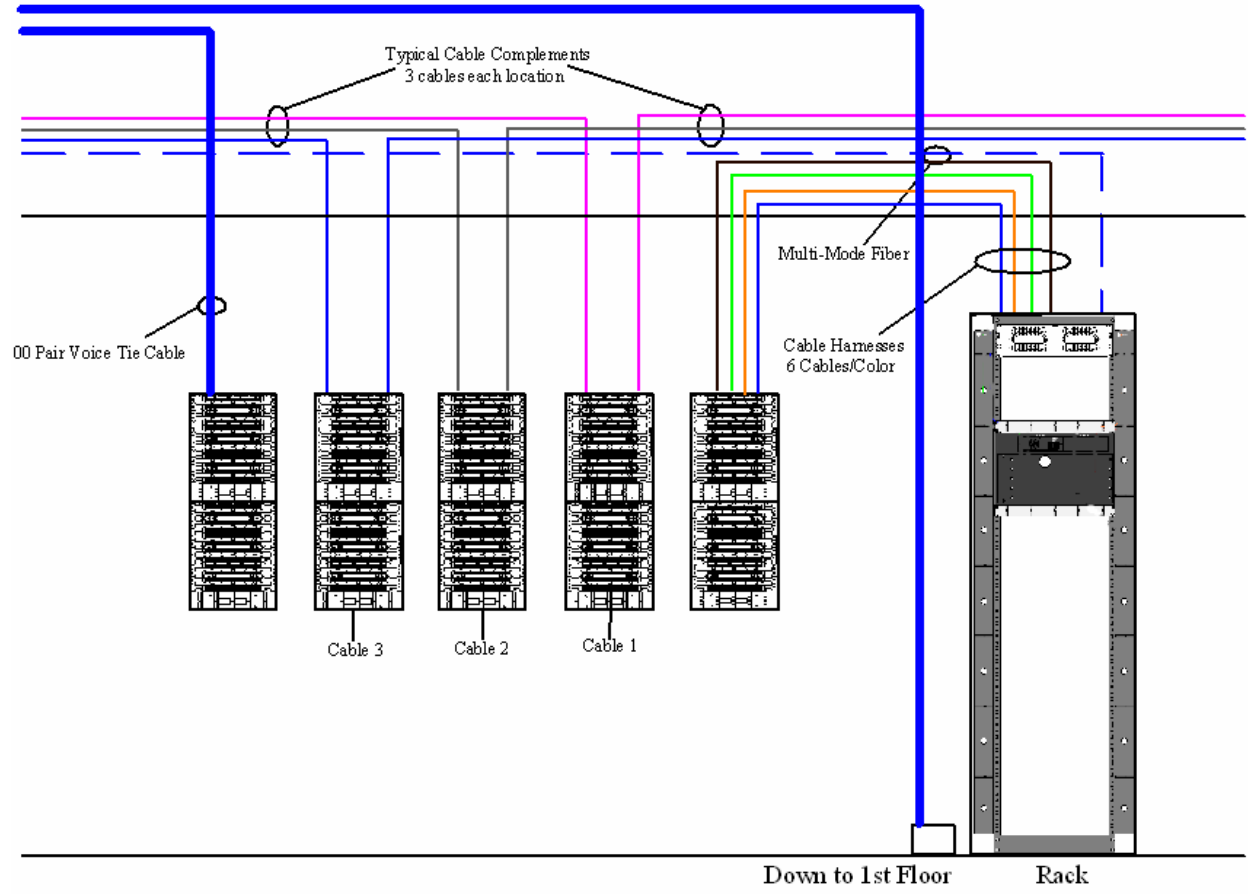 Typical Cable Complements
3 cables each location
Multi-Mode Fiber
00 Pair Voice Tie Cable
Cable Harnesses
6 Cables/Color
Cable 3
Cable 2
Cable 1
Down to 1st Floor
Rack